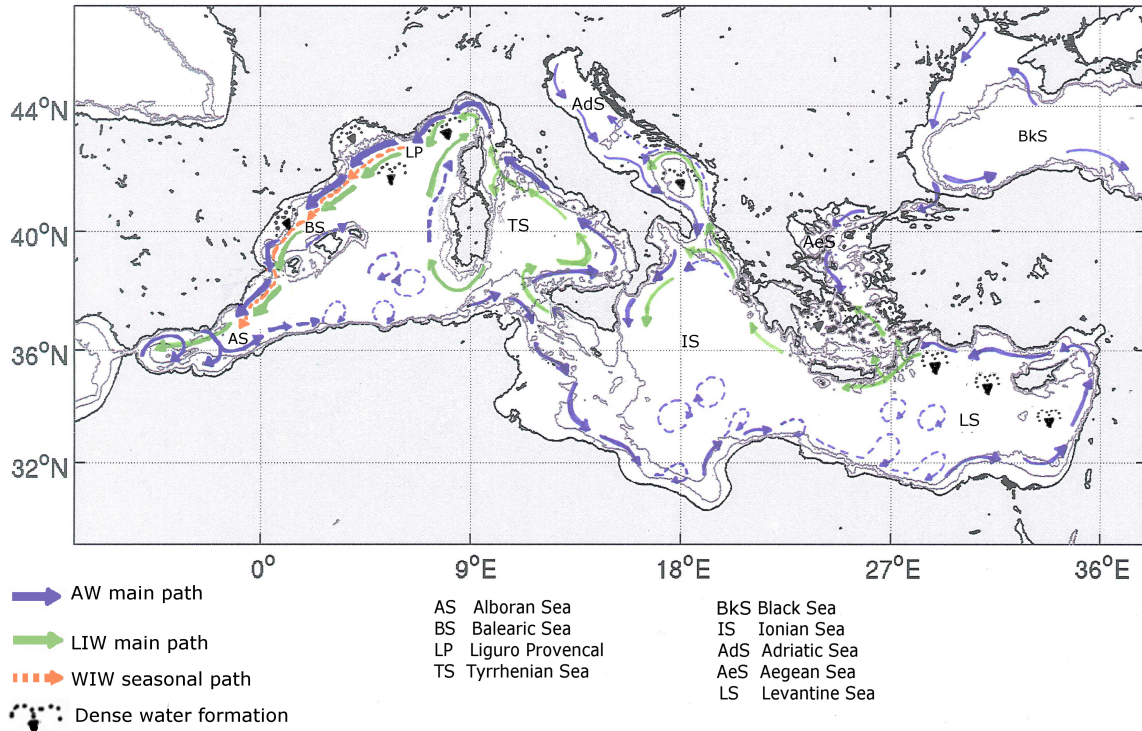 44°N
40°N
36°N
32°N
0°
9°E
18°E
27°E
36°E
AdS
BkS
LP
BS
TS
AeS
AS
IS
LS
?
AW main path
LIW main path
WIW seasonal path
Dense water formation
AS Alboran Sea
BS Balearic Sea
LP Liguro Provencal
TS Tyrrhenian Sea
BkS Black Sea
IS Ionian Sea
AdS Adriatic Sea
AeS Aegean Sea
LS Levantine Sea